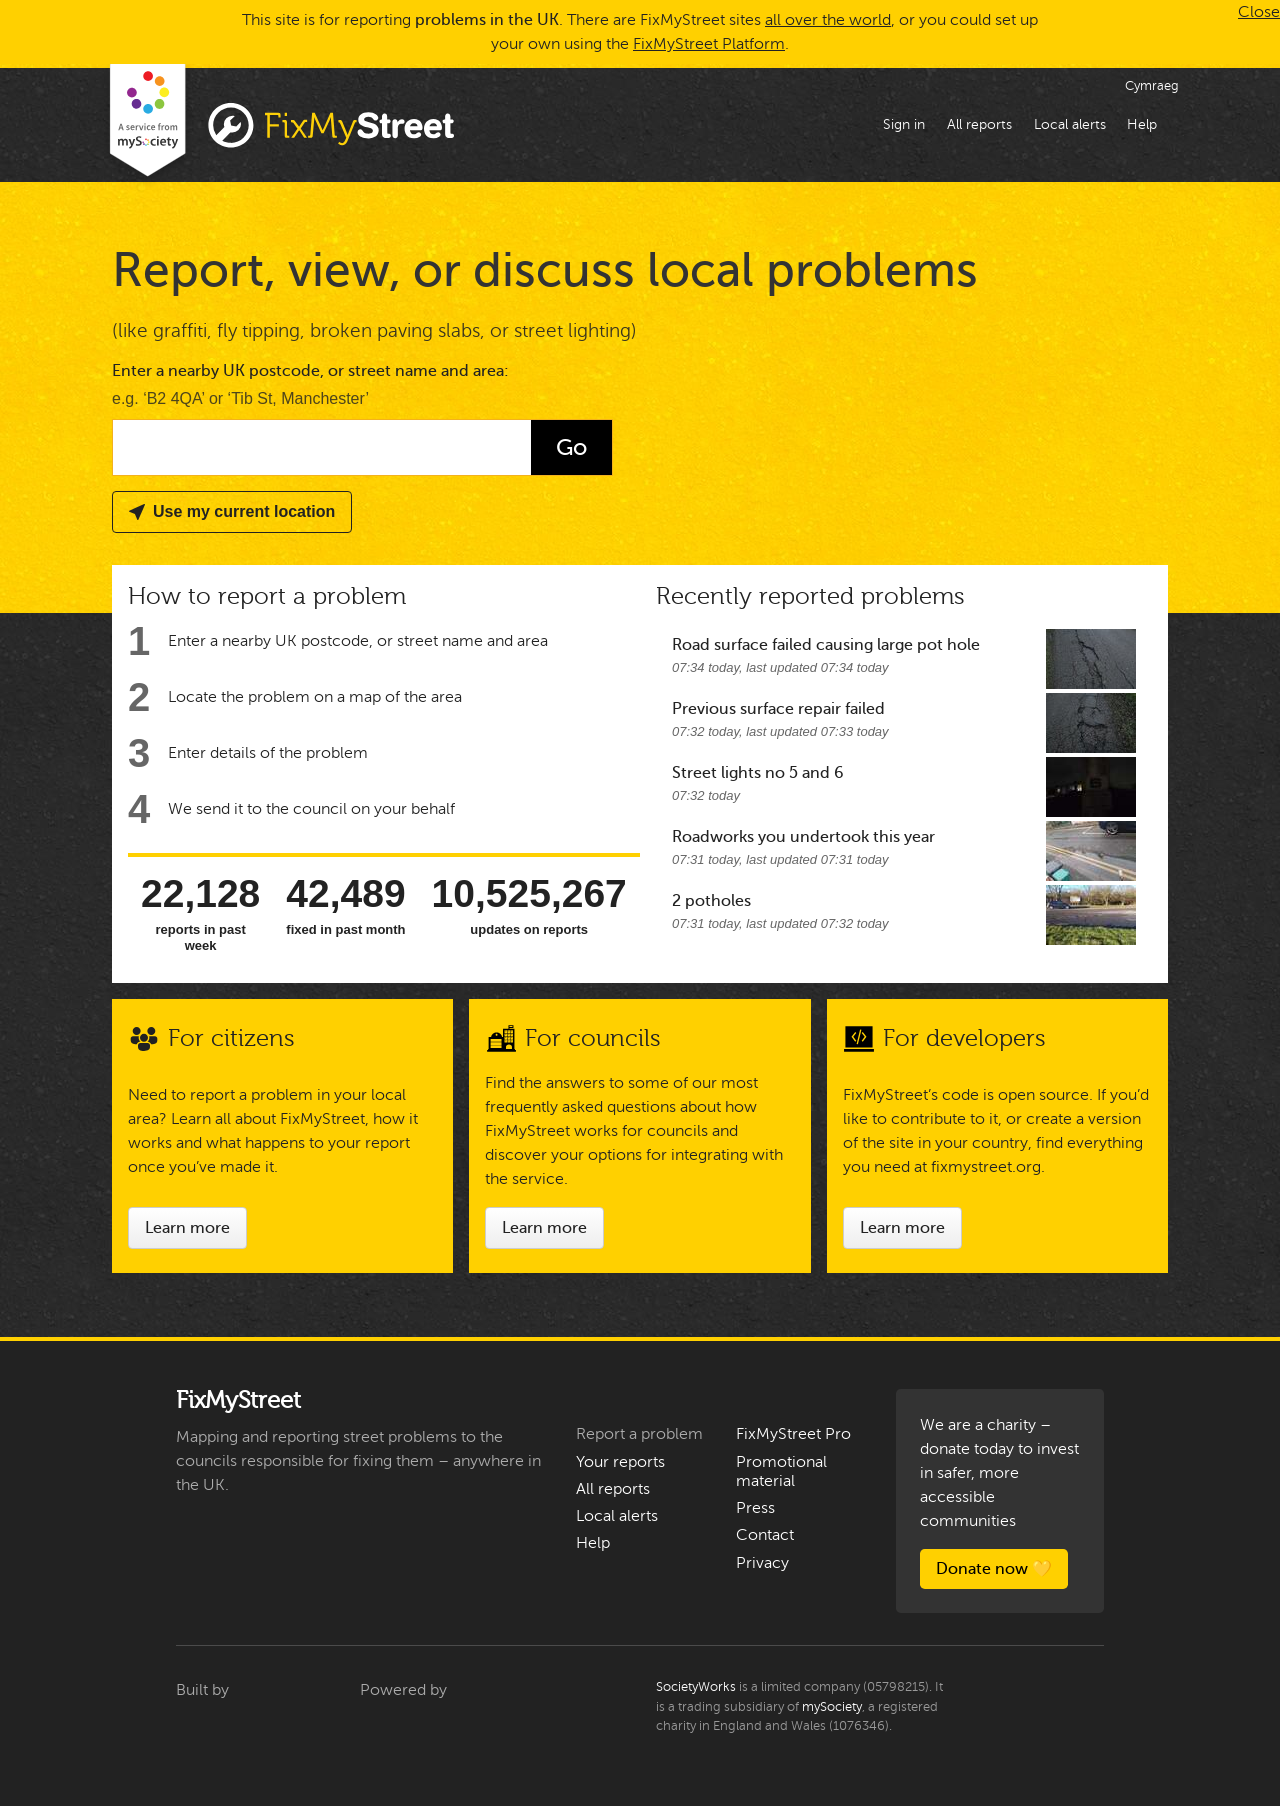 This site is for reporting problems in the UK. There are FixMyStreet sites all over the world, or you could set up
your own using the FixMyStreet Platform.
Close
Cymraeg
A service from
mySociety
FixMyStreet
Sign in
All reports
Local alerts
Help
Report, view, or discuss local problems
(like graffiti, fly tipping, broken paving slabs, or street lighting)
Enter a nearby UK postcode, or street name and area:
e.g. ‘B2 4QA’ or ‘Tib St, Manchester’
Go
Use my current location
How to report a problem
1 Enter a nearby UK postcode, or street name and area
2 Locate the problem on a map of the area
3 Enter details of the problem
4 We send it to the council on your behalf
22,128
reports in past
week
42,489
fixed in past month
10,525,267
updates on reports
Recently reported problems
Road surface failed causing large pot hole
07:34 today, last updated 07:34 today
Previous surface repair failed
07:32 today, last updated 07:33 today
Street lights no 5 and 6
07:32 today
Roadworks you undertook this year
07:31 today, last updated 07:31 today
2 potholes
07:31 today, last updated 07:32 today
For citizens
Need to report a problem in your local
area? Learn all about FixMyStreet, how it
works and what happens to your report
once you’ve made it.
Learn more
For councils
Find the answers to some of our most
frequently asked questions about how
FixMyStreet works for councils and
discover your options for integrating with
the service.
Learn more
For developers
FixMyStreet’s code is open source. If you’d
like to contribute to it, or create a version
of the site in your country, find everything
you need at fixmystreet.org.
Learn more
FixMyStreet
Mapping and reporting street problems to the
councils responsible for fixing them – anywhere in
the UK.
Report a problem
Your reports
All reports
Local alerts
Help
FixMyStreet Pro
Promotional
material
Press
Contact
Privacy
We are a charity –
donate today to invest
in safer, more
accessible
communities
Donate now 💛
Built by
Powered by
SocietyWorks is a limited company (05798215). It
is a trading subsidiary of mySociety, a registered
charity in England and Wales (1076346).